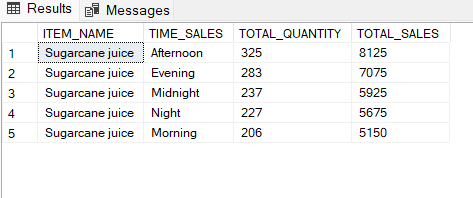 Results Messages
ITEM_NAME TIME_SALES TOTAL_QUANTITY TOTAL_SALES
1 Sugarcane juice Afternoon 325 8125
2 Sugarcane juice Evening 283 7075
3 Sugarcane juice Midnight 237 5925
4 Sugarcane juice Night 227 5675
5 Sugarcane juice Morning 206 5150